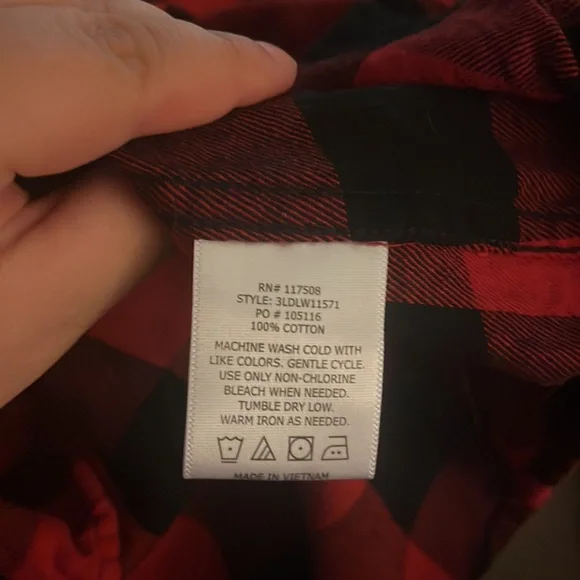 RN# 117508
STYLE: 3LDLW11571
PO # 105116
100% COTTON
MACHINE WASH COLD WITH
LIKE COLORS. GENTLE CYCLE.
USE ONLY NON-CHLORINE
BLEACH WHEN NEEDED.
TUMBLE DRY LOW.
WARM IRON AS NEEDED.
MADE IN VIETNAM